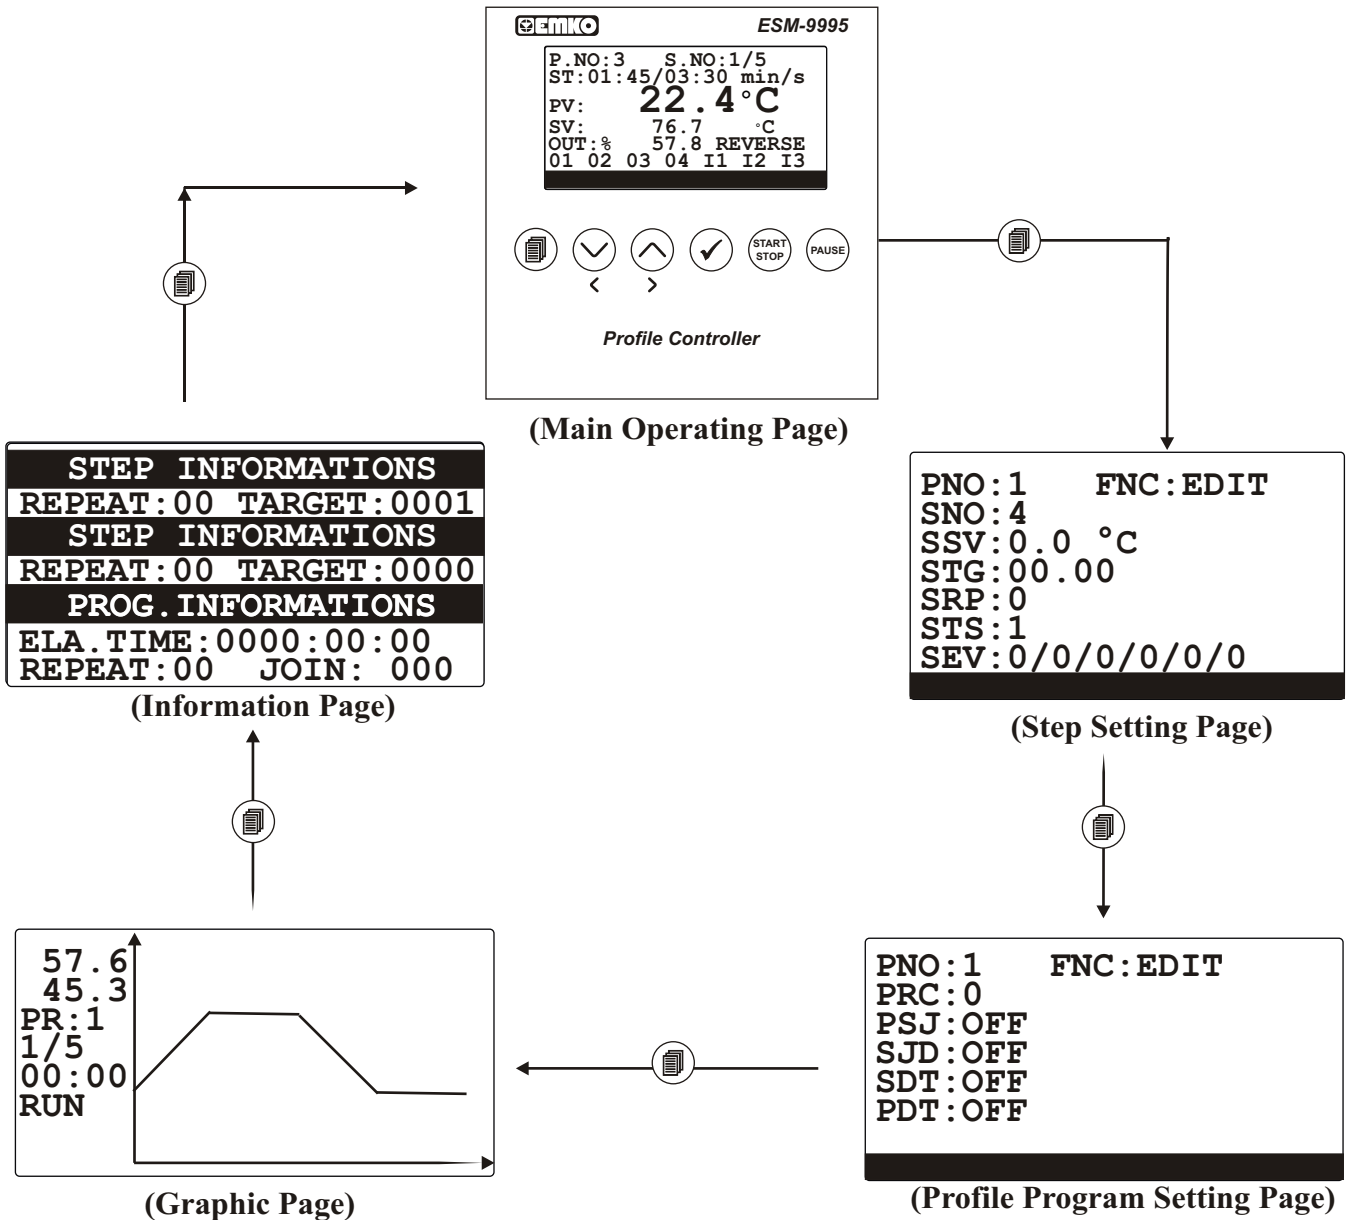 EMKO
ESM-9995
P.NO:3 S.NO:1/5
ST:01:45/03:30 min/s
PV: 22.4°C
SV: 76.7 °C
OUT:% 57.8 REVERSE
01 02 03 04 I1 I2 I3
START
STOP
PAUSE
< >
Profile Controller
(Main Operating Page)
STEP INFORMATIONS
REPEAT:00 TARGET:0001
STEP INFORMATIONS
REPEAT:00 TARGET:0000
PROG.INFORMATIONS
ELA.TIME:0000:00:00
REPEAT:00 JOIN: 000
(Information Page)
PNO:1 FNC:EDIT
SNO:4
SSV:0.0 °C
STG:00.00
SRP:0
STS:1
SEV:0/0/0/0/0/0
(Step Setting Page)
57.6
45.3
PR:1
1/5
00:00
RUN
(Graphic Page)
PNO:1 FNC:EDIT
PRC:0
PSJ:OFF
SJD:OFF
SDT:OFF
PDT:OFF
(Profile Program Setting Page)